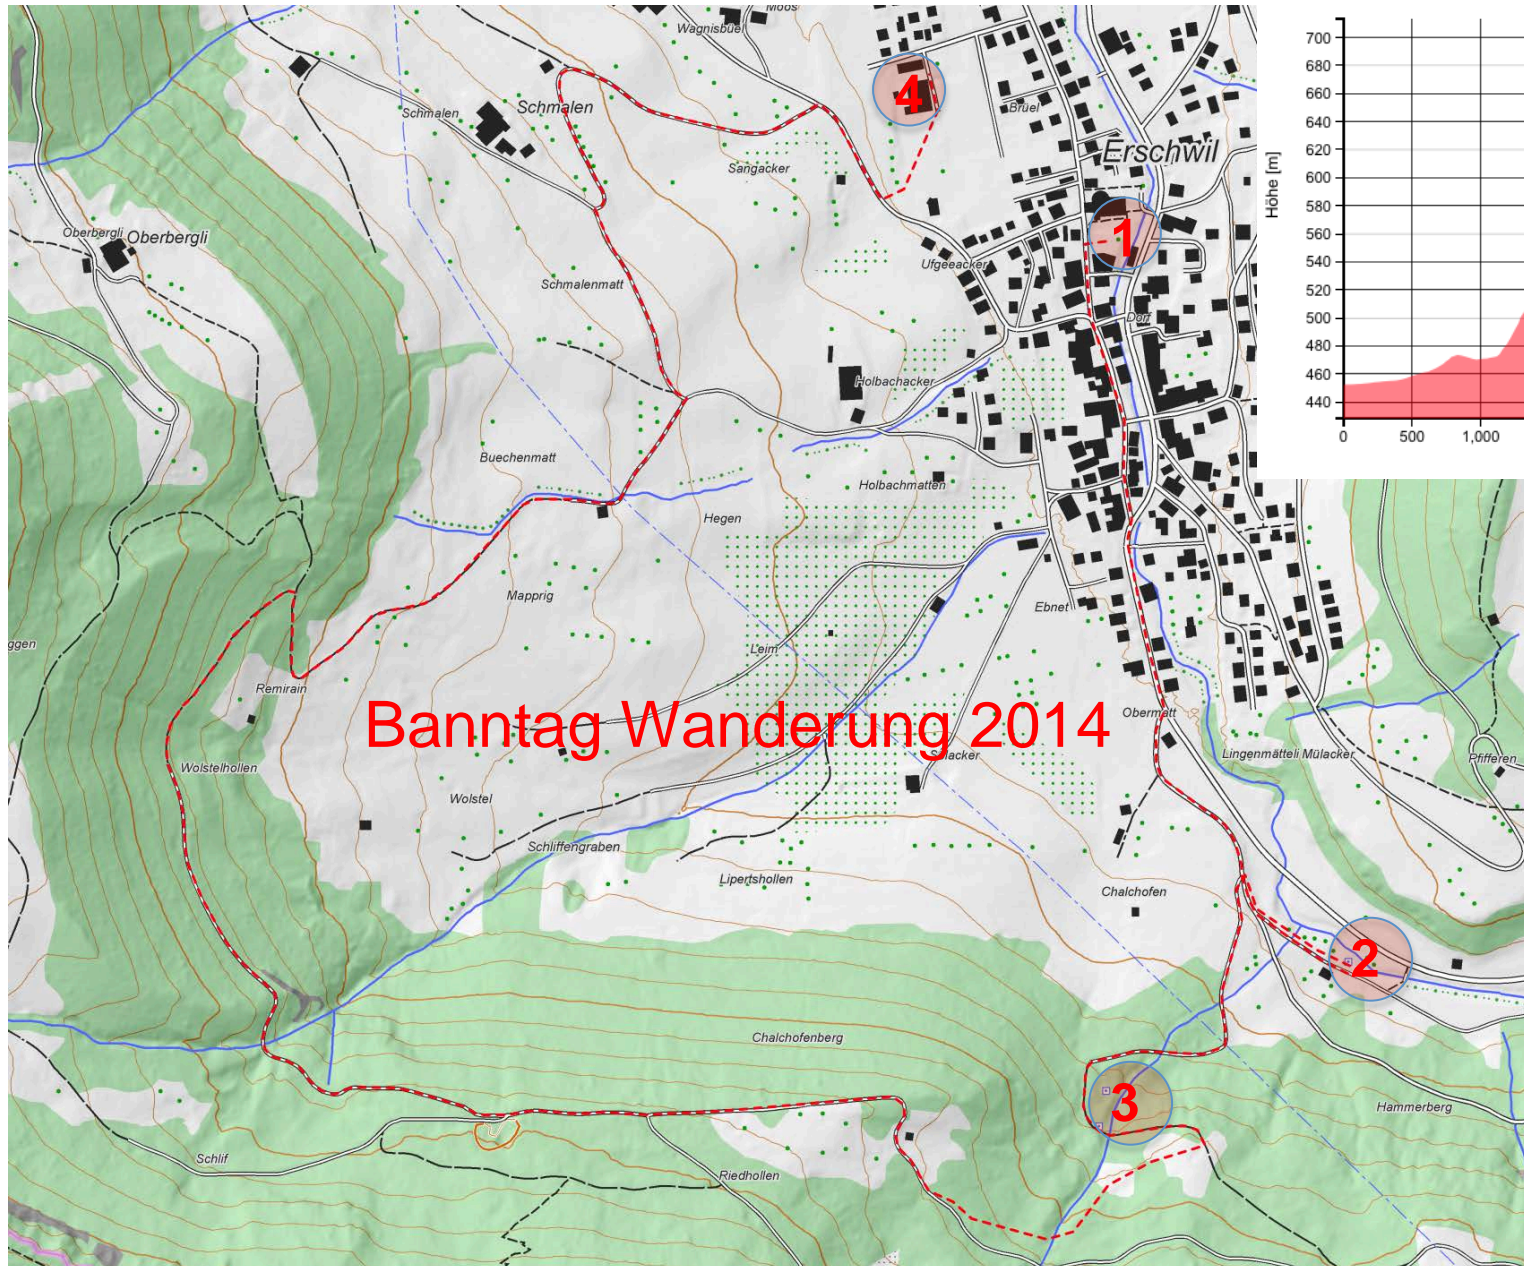 Moos
Wagnisbüel
4
Schmalen
Schmalen
Brüel
Erschwil
Sangacker
1
Oberbergli
Oberbergli
Ufgeeacker
Schmalenmatt
Dorf
Holbachacker
Buechenmatt
Holbachmatten
Hegen
Mapprig
Ebnet
ggen
Leim
Remirain
Banntag Wanderung 2014
Obermatt
Lingenmätteli Mülacker
Pfifferen
Wolstelhollen
Wolstel
Schliffengraben
Lipertshollen
Chalchofen
2
Chalchofenberg
3
Hammerberg
Schlif
Riedhollen
Höhe [m]
700
680
660
640
620
600
580
560
540
520
500
480
460
440
0 500 1,000